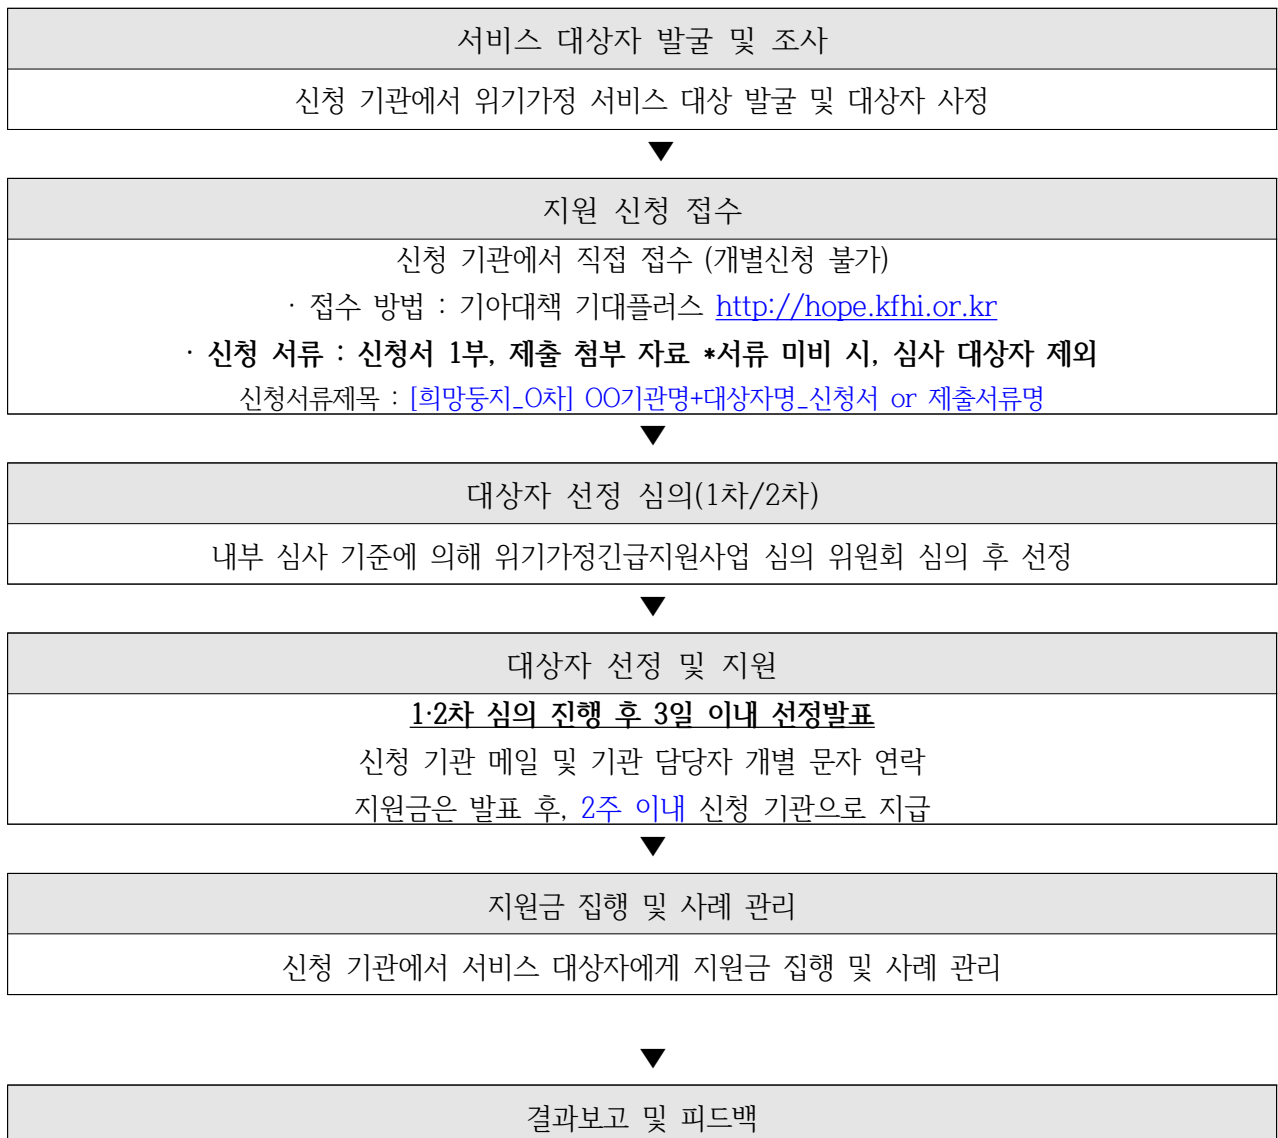 서비스 대상자 발굴 및 조사
신청 기관에서 위기가정 서비스 대상 발굴 및 대상자 사정
▼
지원 신청 접수
신청 기관에서 직접 접수 (개별신청 불가)
· 접수 방법 : 기아대책 기대플러스 http://hope.kfhi.or.kr
· 신청 서류 : 신청서 1부, 제출 첨부 자료 *서류 미비 시, 심사 대상자 제외
신청서류제목 : [희망둥지_O차] OO기관명+대상자명_신청서 or 제출서류명
▼
대상자 선정 심의(1차/2차)
내부 심사 기준에 의해 위기가정긴급지원사업 심의 위원회 심의 후 선정
▼
대상자 선정 및 지원
1·2차 심의 진행 후 3일 이내 선정발표
신청 기관 메일 및 기관 담당자 개별 문자 연락
지원금은 발표 후, 2주 이내 신청 기관으로 지급
▼
지원금 집행 및 사례 관리
신청 기관에서 서비스 대상자에게 지원금 집행 및 사례 관리
▼
결과보고 및 피드백